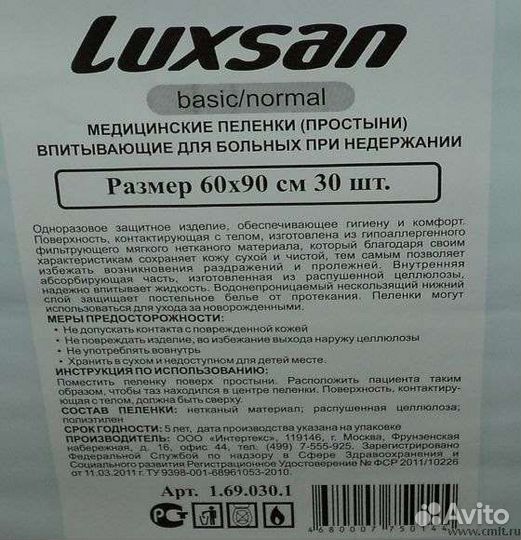 Luxsan
basic/normal
МЕДИЦИНСКИЕ ПЕЛЕНКИ (ПРОСТЫНИ)
ВПИТЫВАЮЩИЕ ДЛЯ БОЛЬНЫХ ПРИ НЕДЕРЖАНИИ
Размер 60х90 см 30 шт.
Одноразовое защитное изделие, обеспечивающее гигиену и комфорт.
Поверхность, контактирующая с телом, изготовлена из гипоаллергенного
фильтрующего мягкого нетканого материала, который благодаря своим
характеристикам сохраняет кожу сухой и чистой, тем самым позволяет
избежать возникновения раздражений и пролежней. Внутренняя
абсорбирующая часть, изготовленная из распушенной целлюлозы,
надежно впитывает жидкость. Водонепроницаемый нескользящий нижний
слой защищает постельное белье от протекания. Пеленки могут
использоваться для ухода за новорожденными.
МЕРЫ ПРЕДОСТОРОЖНОСТИ:
• Не допускать контакта с поврежденной кожей
• Не повреждать изделие, во избежание выхода наружу целлюлозы
• Не употреблять вовнутрь
• Хранить в сухом и недоступном для детей месте.
ИНСТРУКЦИЯ ПО ИСПОЛЬЗОВАНИЮ:
Поместить пеленку поверх простыни. Расположить пациента таким
образом, чтобы таз находился в центре пеленки. Поверхность, контактирую-
щая с телом, должна быть сверху.
СОСТАВ ПЕЛЕНКИ: нетканый материал; распушенная целлюлоза;
полиэтилен
СРОК ГОДНОСТИ: 5 лет, дата производства указана на упаковке
ПРОИЗВОДИТЕЛЬ: ООО «Интертекс», 119146, г. Москва, Фрунзенская
набережная, д. 16, офис 44, тел. (499) 7-555-925. Зарегистрировано
Федеральной Службой по надзору в Сфере Здравоохранения и
Социального развития Регистрационное Удостоверение № ФСР 2011/10226
от 11.03.2011 г. ТУ 9398-001-68961053-2010.
Арт. 1.69.030.1
4 680007 750144
Avito
www.cmlt.ru